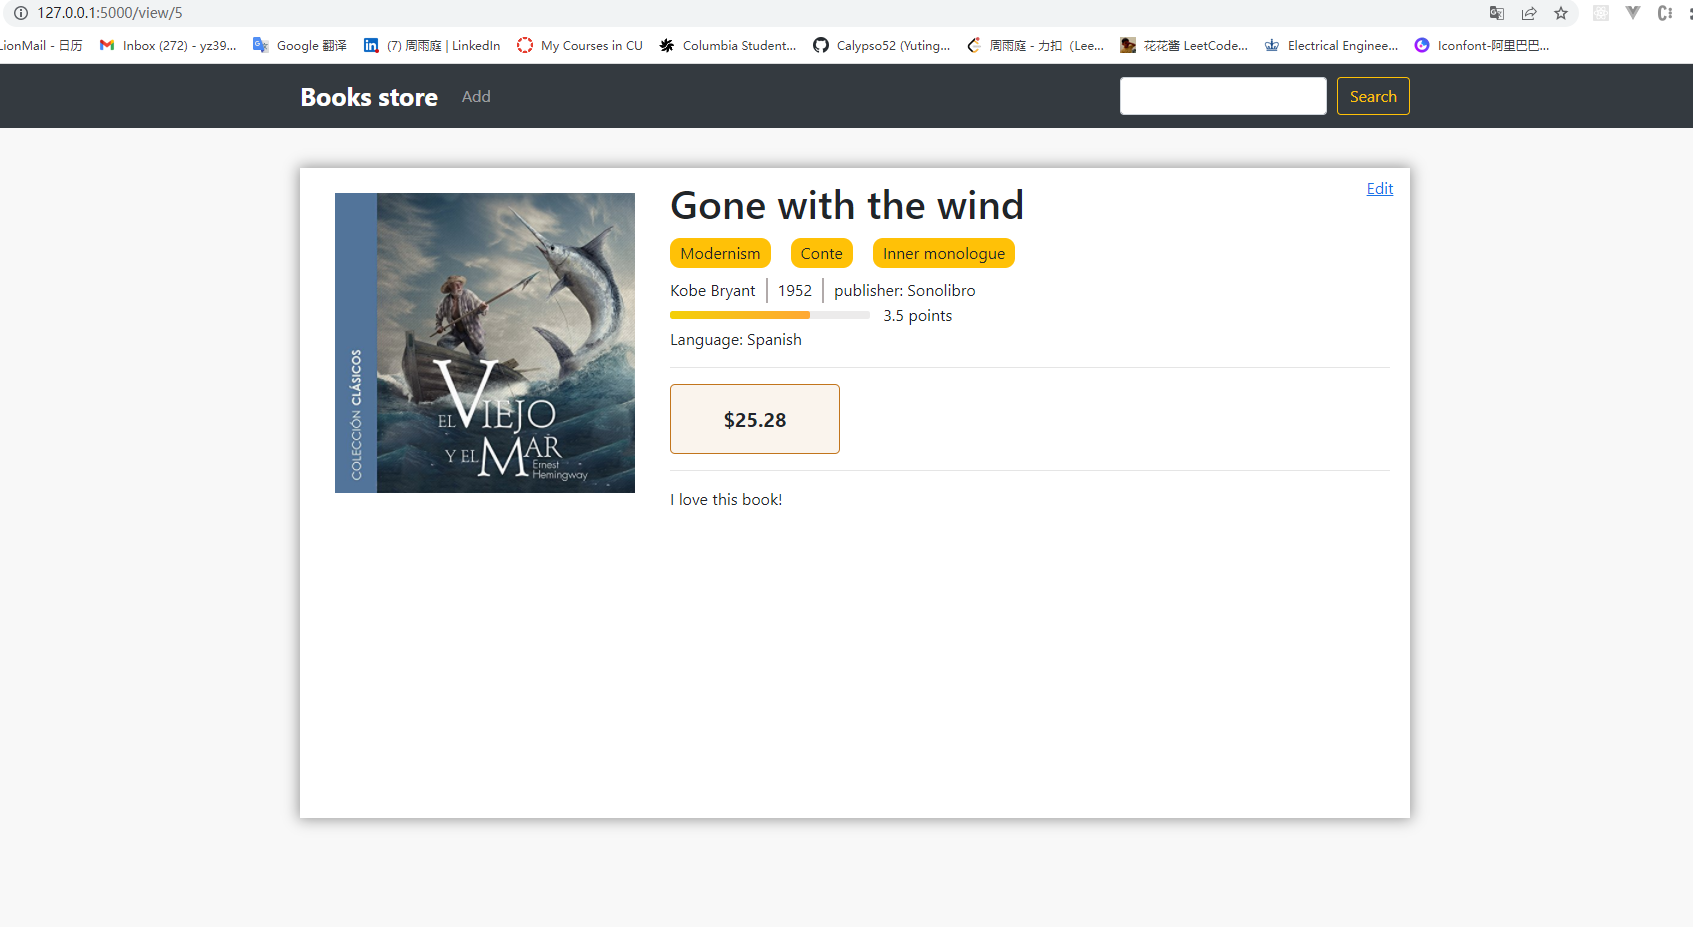 127.0.0.1:5000/view/5
LionMail - 日历 Inbox (272) - yz39... Google 翻译 (7) 周雨庭 | LinkedIn My Courses in CU Columbia Student... Calypso52 (Yuting... 周雨庭 - 力扣 (Lee... 花花酱 LeetCode... Electrical Enginee... Iconfont-阿里巴巴...
Books store Add Search
Edit
Gone with the wind
Modernism Conte Inner monologue
Kobe Bryant 1952 publisher: Sonolibro
3.5 points
Language: Spanish
$25.28
I love this book!
COLECCIÓN CLÁSICOS
EL VIEJO
Y EL MAR
Ernest
Hemingway